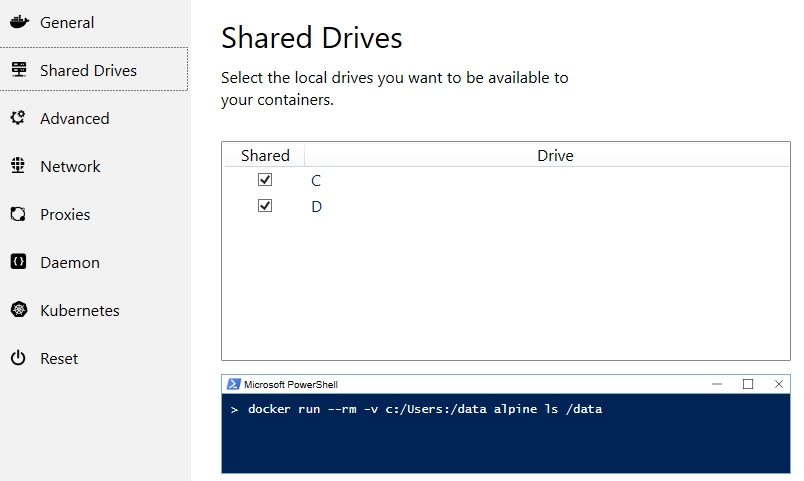 General
Shared Drives
Advanced
Network
Proxies
Daemon
Kubernetes
Reset
Shared Drives
Select the local drives you want to be available to
your containers.
Shared Drive
C
D
Microsoft PowerShell
> docker run --rm -v c:/Users:/data alpine ls /data